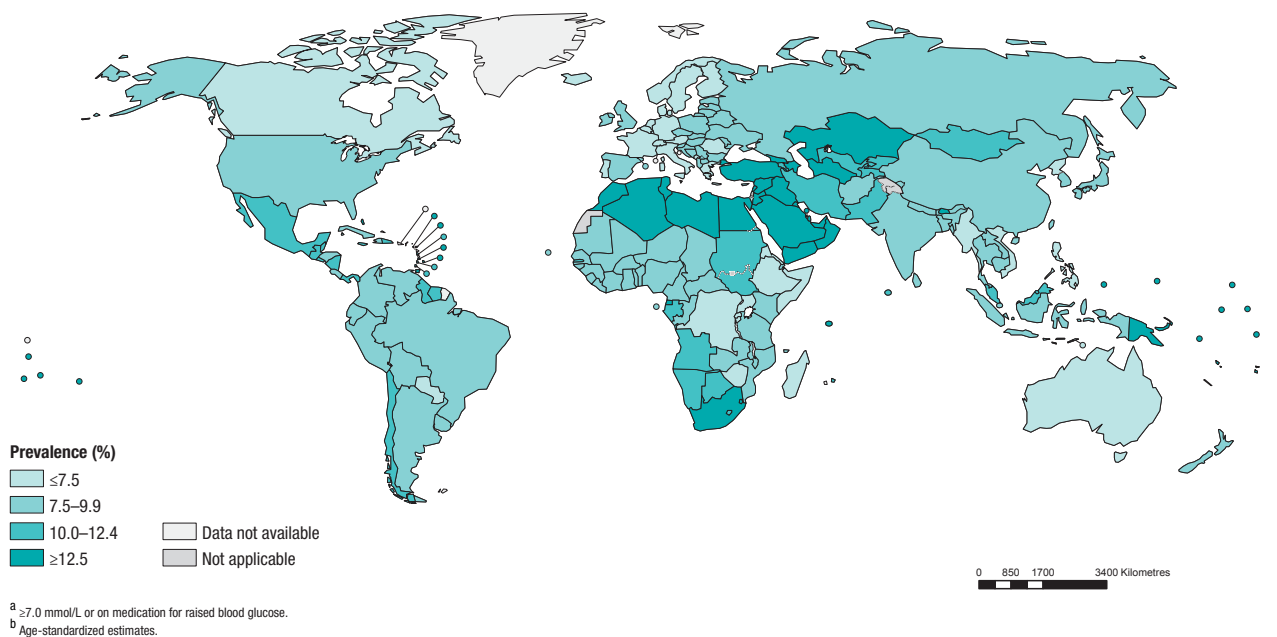 Prevalence (%)
≤7.5
7.5–9.9
10.0–12.4
≥12.5
Data not available
Not applicable
0 850 1700 3400 Kilometres
a ≥7.0 mmol/L or on medication for raised blood glucose.
b Age-standardized estimates.